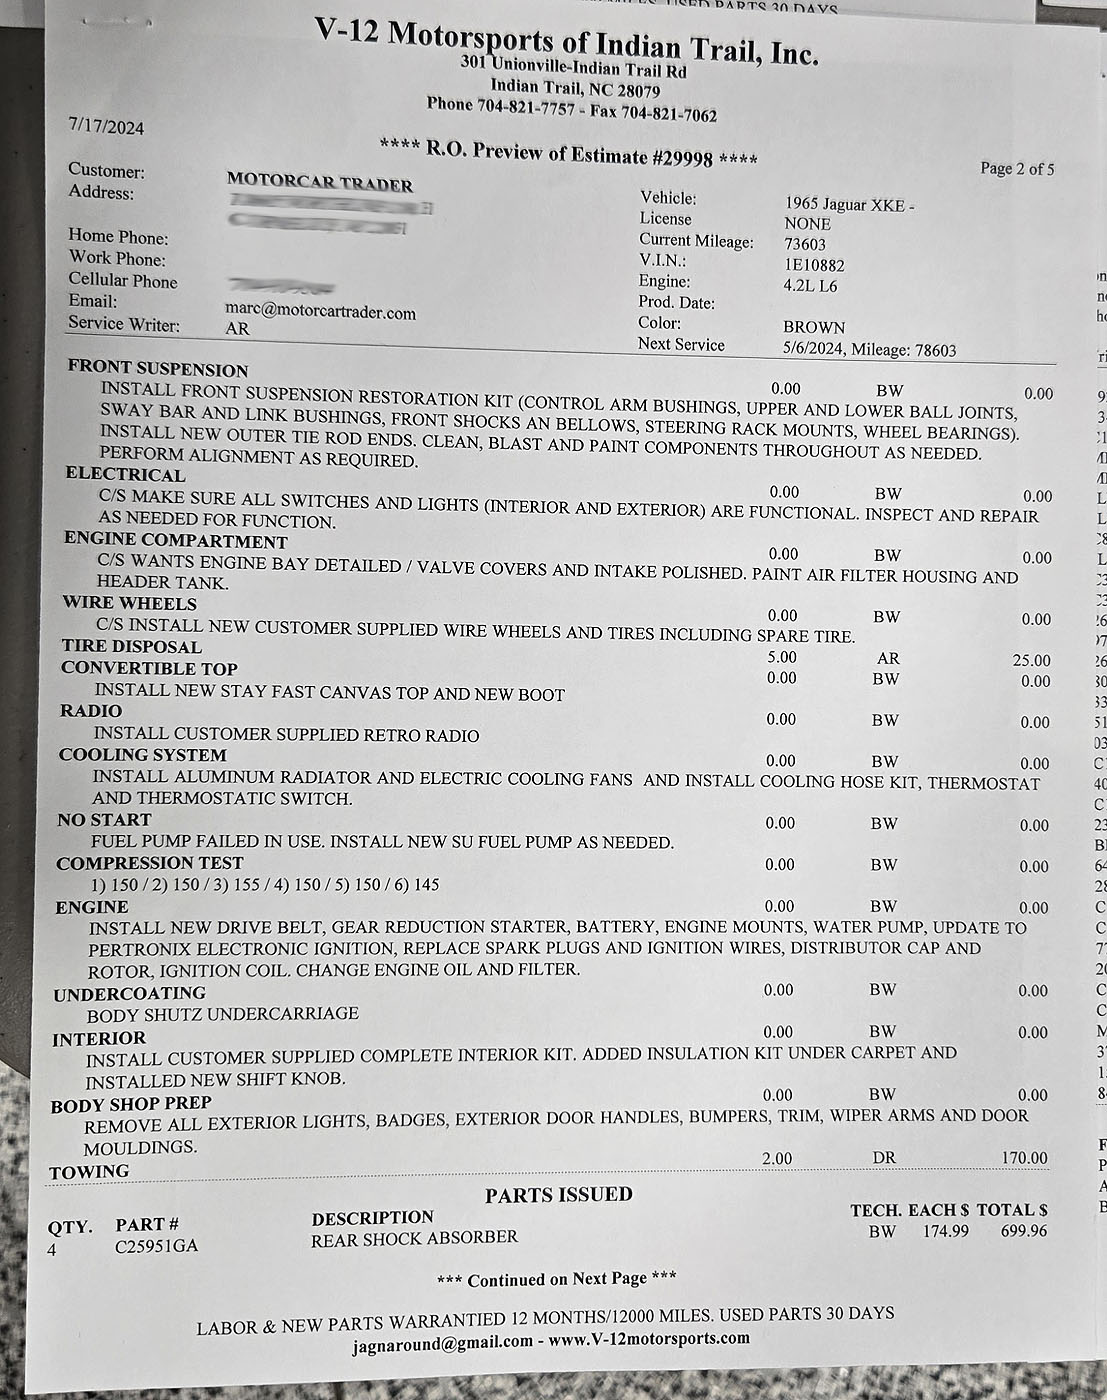 USED PARTS 30 DAYS
V-12 Motorsports of Indian Trail, Inc.
301 Unionville-Indian Trail Rd
Indian Trail, NC 28079
Phone 704-821-7757 - Fax 704-821-7062
7/17/2024
**** R.O. Preview of Estimate #29998 ****
Page 2 of 5
Customer: MOTORCAR TRADER
Address:
Home Phone:
Work Phone:
Cellular Phone
Email: marc@motorcartrader.com
Service Writer: AR
Vehicle: 1965 Jaguar XKE -
License NONE
Current Mileage: 73603
V.I.N.: 1E10882
Engine: 4.2L L6
Prod. Date:
Color: BROWN
Next Service 5/6/2024, Mileage: 78603
FRONT SUSPENSION 0.00 BW 0.00
INSTALL FRONT SUSPENSION RESTORATION KIT (CONTROL ARM BUSHINGS, UPPER AND LOWER BALL JOINTS,
SWAY BAR AND LINK BUSHINGS, FRONT SHOCKS AN BELLOWS, STEERING RACK MOUNTS, WHEEL BEARINGS).
INSTALL NEW OUTER TIE ROD ENDS. CLEAN, BLAST AND PAINT COMPONENTS THROUGHOUT AS NEEDED.
PERFORM ALIGNMENT AS REQUIRED.
ELECTRICAL 0.00 BW 0.00
C/S MAKE SURE ALL SWITCHES AND LIGHTS (INTERIOR AND EXTERIOR) ARE FUNCTIONAL. INSPECT AND REPAIR
AS NEEDED FOR FUNCTION.
ENGINE COMPARTMENT 0.00 BW 0.00
C/S WANTS ENGINE BAY DETAILED / VALVE COVERS AND INTAKE POLISHED. PAINT AIR FILTER HOUSING AND
HEADER TANK.
WIRE WHEELS 0.00 BW 0.00
C/S INSTALL NEW CUSTOMER SUPPLIED WIRE WHEELS AND TIRES INCLUDING SPARE TIRE.
TIRE DISPOSAL 5.00 AR 25.00
CONVERTIBLE TOP 0.00 BW 0.00
INSTALL NEW STAY FAST CANVAS TOP AND NEW BOOT
RADIO 0.00 BW 0.00
INSTALL CUSTOMER SUPPLIED RETRO RADIO
COOLING SYSTEM 0.00 BW 0.00
INSTALL ALUMINUM RADIATOR AND ELECTRIC COOLING FANS AND INSTALL COOLING HOSE KIT, THERMOSTAT
AND THERMOSTATIC SWITCH.
NO START 0.00 BW 0.00
FUEL PUMP FAILED IN USE. INSTALL NEW SU FUEL PUMP AS NEEDED.
COMPRESSION TEST 0.00 BW 0.00
1) 150 / 2) 150 / 3) 155 / 4) 150 / 5) 150 / 6) 145
ENGINE 0.00 BW 0.00
INSTALL NEW DRIVE BELT, GEAR REDUCTION STARTER, BATTERY, ENGINE MOUNTS, WATER PUMP, UPDATE TO
PERTRONIX ELECTRONIC IGNITION, REPLACE SPARK PLUGS AND IGNITION WIRES, DISTRIBUTOR CAP AND
ROTOR, IGNITION COIL. CHANGE ENGINE OIL AND FILTER.
UNDERCOATING 0.00 BW 0.00
BODY SHUTZ UNDERCARRIAGE
INTERIOR 0.00 BW 0.00
INSTALL CUSTOMER SUPPLIED COMPLETE INTERIOR KIT. ADDED INSULATION KIT UNDER CARPET AND
INSTALLED NEW SHIFT KNOB.
BODY SHOP PREP 0.00 BW 0.00
REMOVE ALL EXTERIOR LIGHTS, BADGES, EXTERIOR DOOR HANDLES, BUMPERS, TRIM, WIPER ARMS AND DOOR
MOULDINGS.
TOWING 2.00 DR 170.00
PARTS ISSUED
QTY. PART # DESCRIPTION TECH. EACH $ TOTAL $
4 C25951GA REAR SHOCK ABSORBER BW 174.99 699.96
*** Continued on Next Page ***
LABOR & NEW PARTS WARRANTIED 12 MONTHS/12000 MILES. USED PARTS 30 DAYS
jagnaround@gmail.com - www.V-12motorsports.com